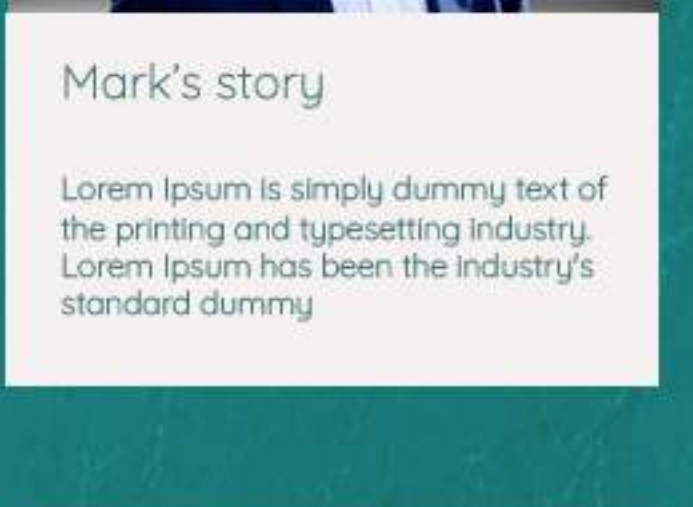 Mark’s story
Lorem Ipsum is simply dummy text of
the printing and typesetting industry.
Lorem Ipsum has been the industry's
standard dummy